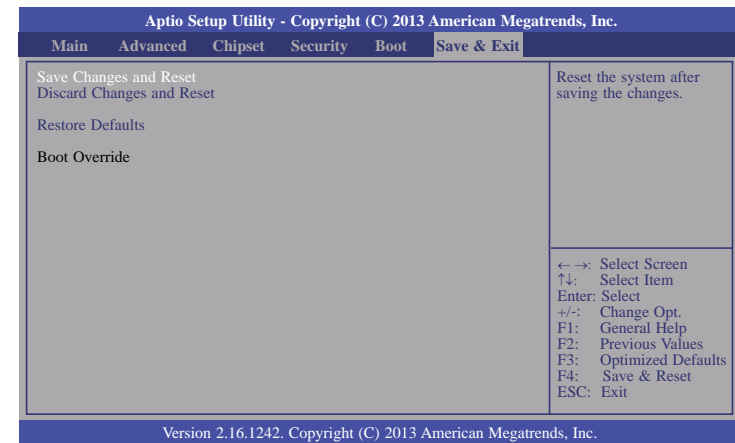 Aptio Setup Utility - Copyright (C) 2013 American Megatrends, Inc.
Main Advanced Chipset Security Boot Save & Exit
Save Changes and Reset
Discard Changes and Reset
Restore Defaults
Boot Override
Reset the system after
saving the changes.
← →: Select Screen
↑↓: Select Item
Enter: Select
+/-: Change Opt.
F1: General Help
F2: Previous Values
F3: Optimized Defaults
F4: Save & Reset
ESC: Exit
Version 2.16.1242. Copyright (C) 2013 American Megatrends, Inc.